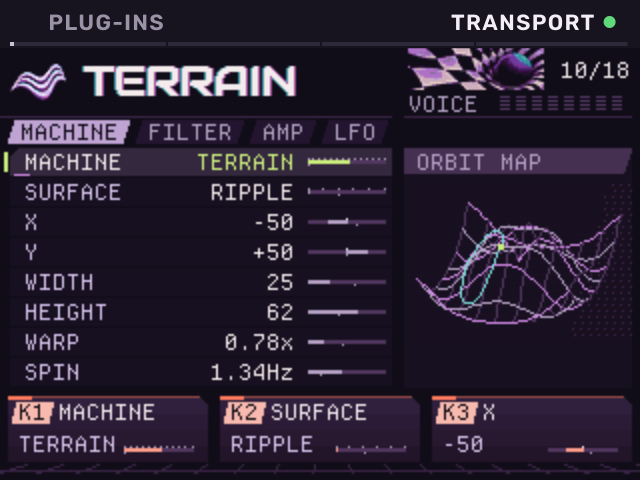 PLUG-INS TRANSPORT
TERRAIN
10/18
VOICE
MACHINE FILTER AMP LFO
MACHINE TERRAIN
SURFACE RIPPLE
X -50
Y +50
WIDTH 25
HEIGHT 62
WARP 0.78x
SPIN 1.34Hz
ORBIT MAP
K1 MACHINE
TERRAIN
K2 SURFACE
RIPPLE
K3 X
-50